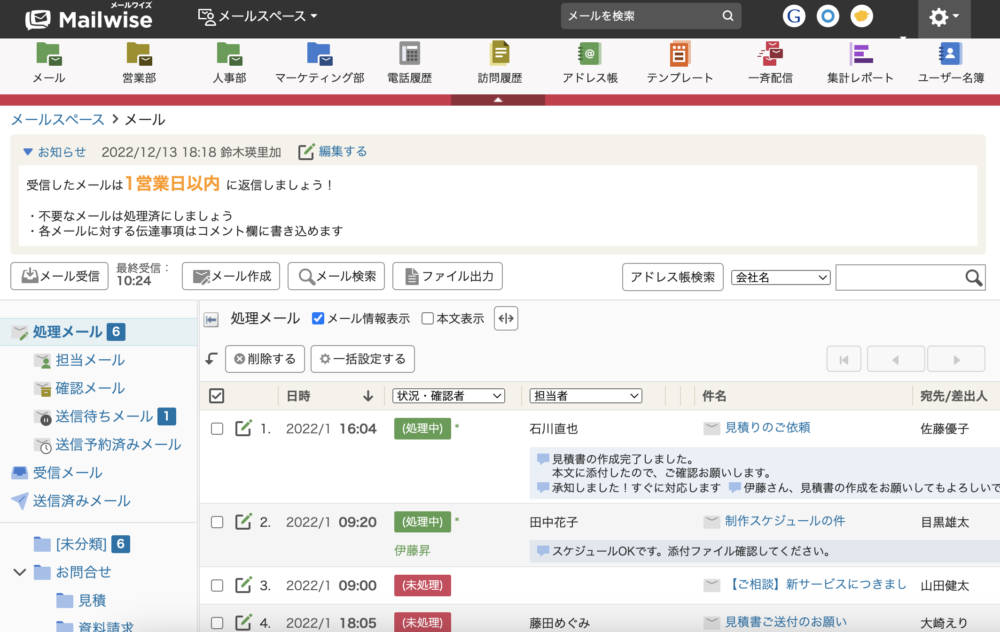 メールワイズ
Mailwise
メールスペース
メールを検索
G
メール
営業部
人事部
マーケティング部
電話履歴
訪問履歴
アドレス帳
テンプレート
一斉配信
集計レポート
ユーザー名簿
メールスペース > メール
お知らせ 2022/12/13 18:18 鈴木瑛里加 編集する
受信したメールは1営業日以内 に返信しましょう！
・不要なメールは処理済にしましょう
・各メールに対する伝達事項はコメント欄に書き込めます
メール受信
最終受信：
10:24
メール作成
メール検索
ファイル出力
アドレス帳検索
会社名
処理メール 6
担当メール
確認メール
送信待ちメール 1
送信予約済みメール
受信メール
送信済みメール
[未分類] 6
お問合せ
見積
資料請求
処理メール メール情報表示 本文表示
削除する 一括設定する
日時 ↓ 状況・確認者 担当者 件名 宛先/差出人
1. 2022/1 16:04 (処理中) * 石川直也 見積りのご依頼 佐藤優子
見積書の作成完了しました。
本文に添付したので、ご確認お願いします。
承知しました！すぐに対応します 伊藤さん、見積書の作成をお願いしてもよろしいで
2. 2022/1 09:20 (処理中) * 田中花子 制作スケジュールの件 目黒雄太
伊藤昇 スケジュールOKです。添付ファイル確認してください。
3. 2022/1 09:00 (未処理) 【ご相談】新サービスにつきまし 山田健太
4. 2022/1 18:05 (未処理) 藤田めぐみ 見積書ご送付のお願い 大崎えり